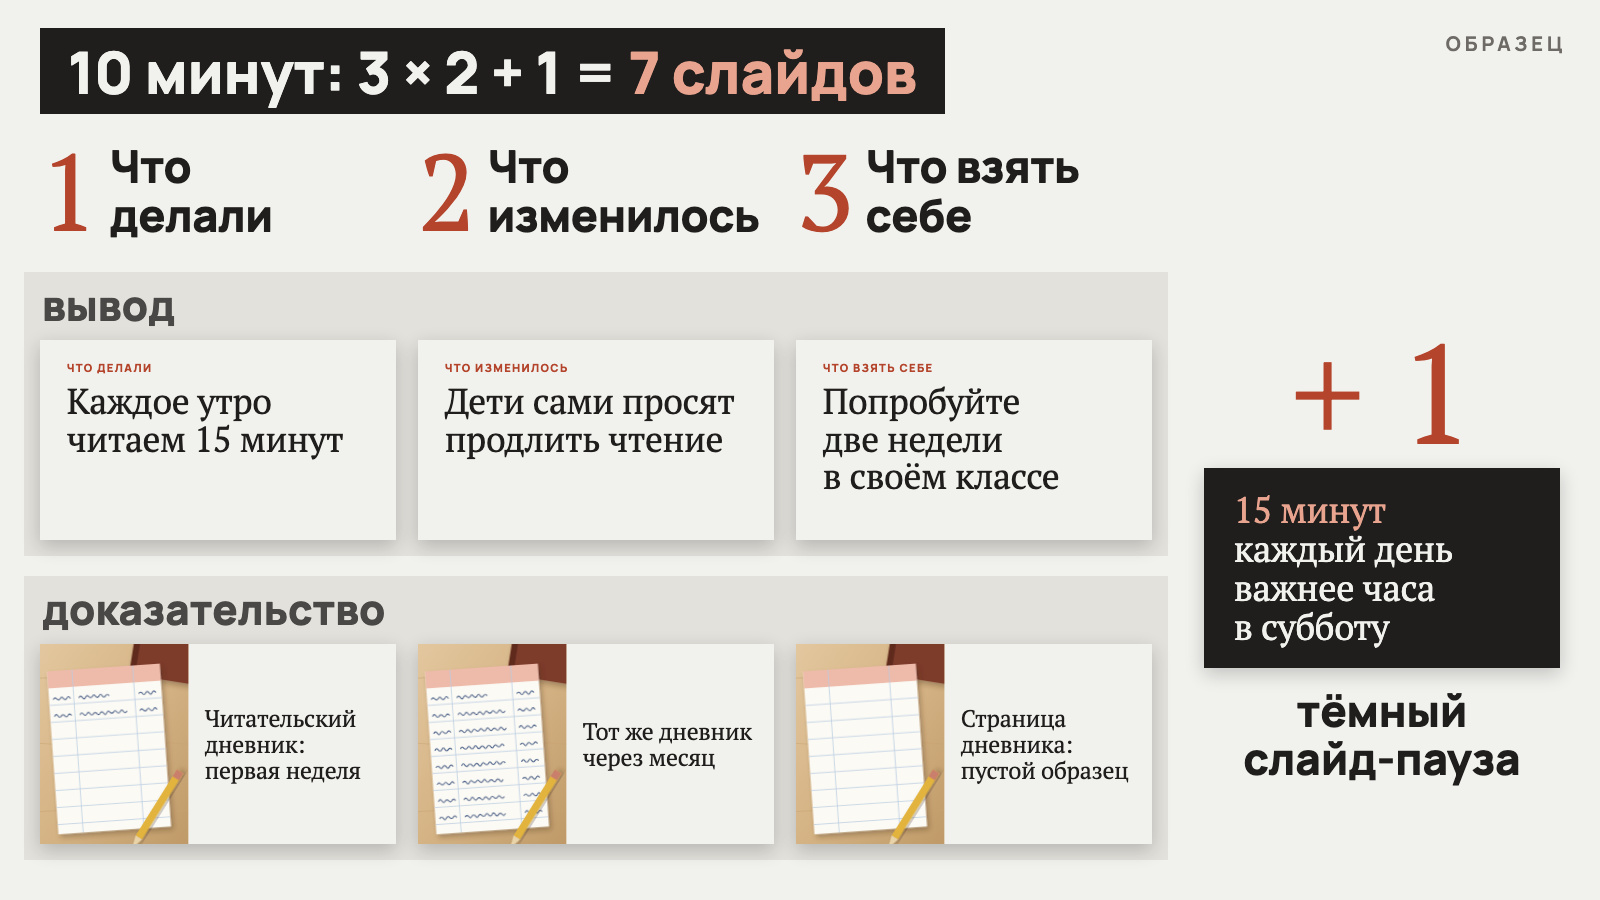 10 минут: 3 × 2 + 1 = 7 слайдов
ОБРАЗЕЦ
1 Что
делали
2 Что
изменилось
3 Что взять
себе
вывод
ЧТО ДЕЛАЛИ
Каждое утро
читаем 15 минут
ЧТО ИЗМЕНИЛОСЬ
Дети сами просят
продлить чтение
ЧТО ВЗЯТЬ СЕБЕ
Попробуйте
две недели
в своём классе
доказательство
Читательский
дневник:
первая неделя
Тот же дневник
через месяц
Страница
дневника:
пустой образец
+ 1
15 минут
каждый день
важнее часа
в субботу
тёмный
слайд-пауза